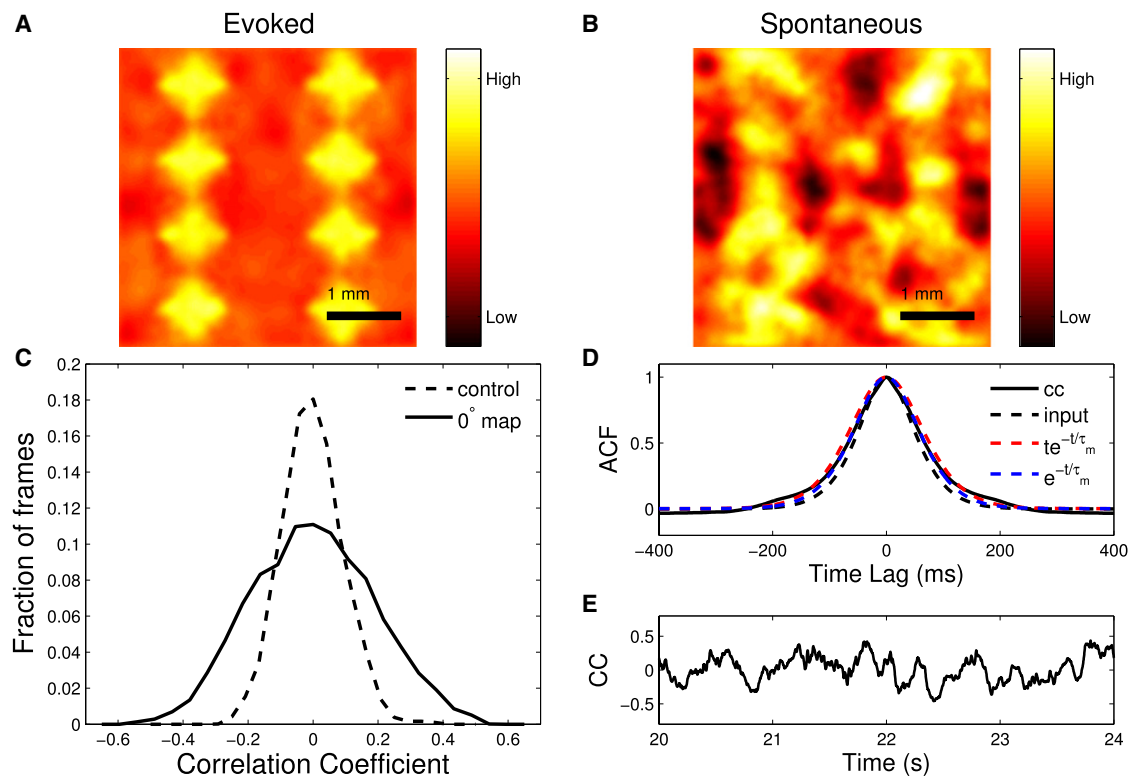 A
Evoked
High
Low
1 mm
B
Spontaneous
High
Low
1 mm
C
Fraction of frames
0.2
0.18
0.16
0.14
0.12
0.1
0.08
0.06
0.04
0.02
0
−0.6
−0.4
−0.2
0
0.2
0.4
0.6
Correlation Coefficient
control
0° map
D
ACF
1
0.5
0
−400
−200
0
200
400
Time Lag (ms)
cc
input
te^{−t/τ_m}
e^{−t/τ_m}
E
CC
0.5
0
−0.5
20
21
22
23
24
Time (s)